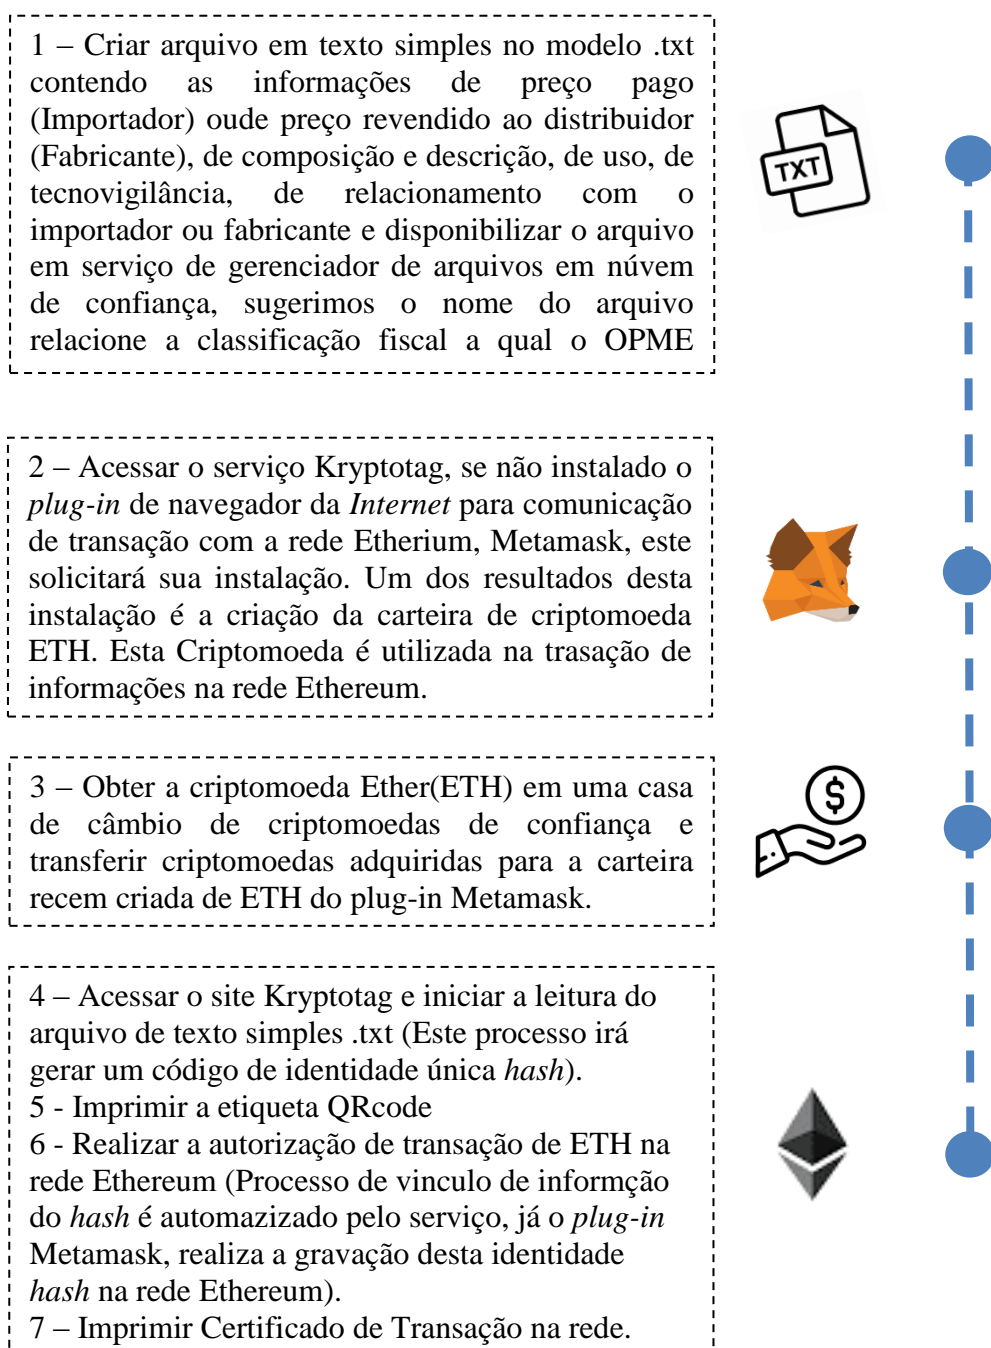 1 – Criar arquivo em texto simples no modelo .txt
contendo as informações de preço pago
(Importador) oude preço revendido ao distribuidor
(Fabricante), de composição e descrição, de uso, de
tecnovigilância, de relacionamento com o
importador ou fabricante e disponibilizar o arquivo
em serviço de gerenciador de arquivos em núvem
de confiança, sugerimos o nome do arquivo
relacione a classificação fiscal a qual o OPME
TXT
2 – Acessar o serviço Kryptotag, se não instalado o
plug-in de navegador da Internet para comunicação
de transação com a rede Etherium, Metamask, este
solicitará sua instalação. Um dos resultados desta
instalação é a criação da carteira de criptomoeda
ETH. Esta Criptomoeda é utilizada na trasação de
informações na rede Ethereum.
3 – Obter a criptomoeda Ether(ETH) em uma casa
de câmbio de criptomoedas de confiança e
transferir criptomoedas adquiridas para a carteira
recem criada de ETH do plug-in Metamask.
$
4 – Acessar o site Kryptotag e iniciar a leitura do
arquivo de texto simples .txt (Este processo irá
gerar um código de identidade única hash).
5 - Imprimir a etiqueta QRcode
6 - Realizar a autorização de transação de ETH na
rede Ethereum (Processo de vinculo de informção
do hash é automazizado pelo serviço, já o plug-in
Metamask, realiza a gravação desta identidade
hash na rede Ethereum).
7 – Imprimir Certificado de Transação na rede.